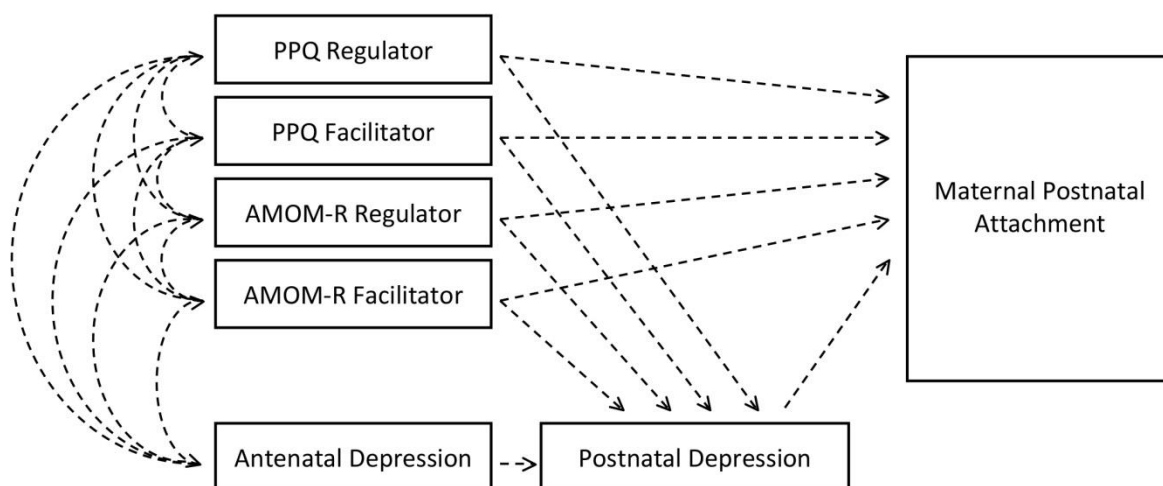 PPQ Regulator
PPQ Facilitator
AMOM-R Regulator
AMOM-R Facilitator
Maternal Postnatal
Attachment
Antenatal Depression
Postnatal Depression